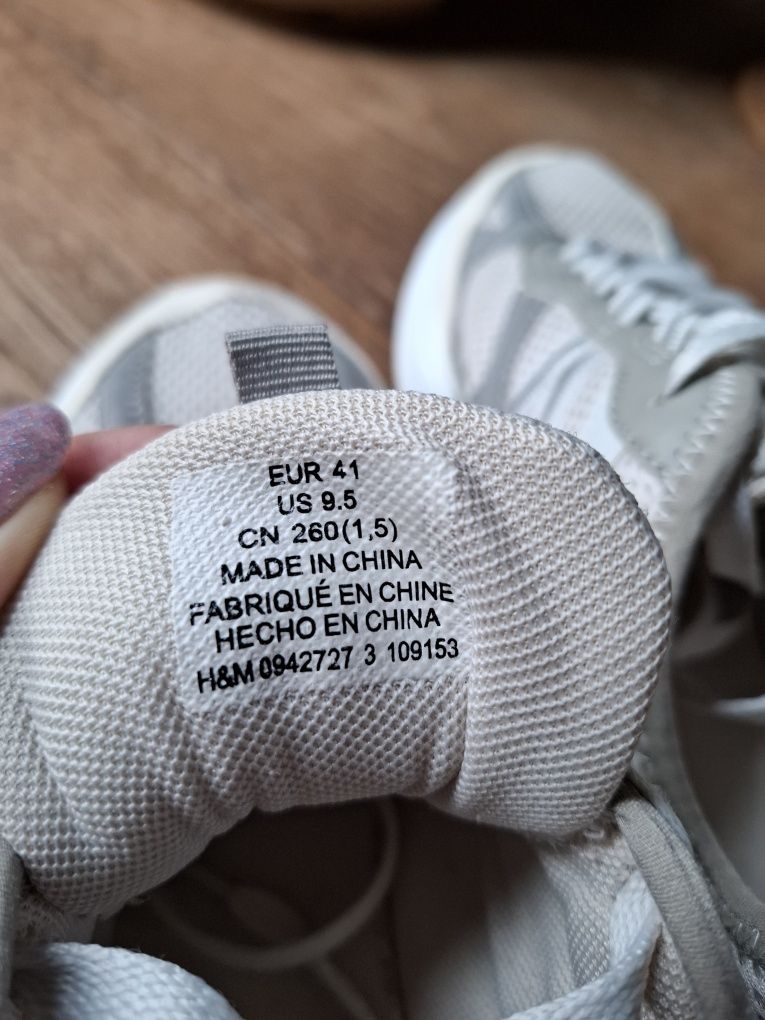 EUR 41
US 9.5
CN 260(1,5)
MADE IN CHINA
FABRIQUÉ EN CHINE
HECHO EN CHINA
H&M 0942727 3 109153